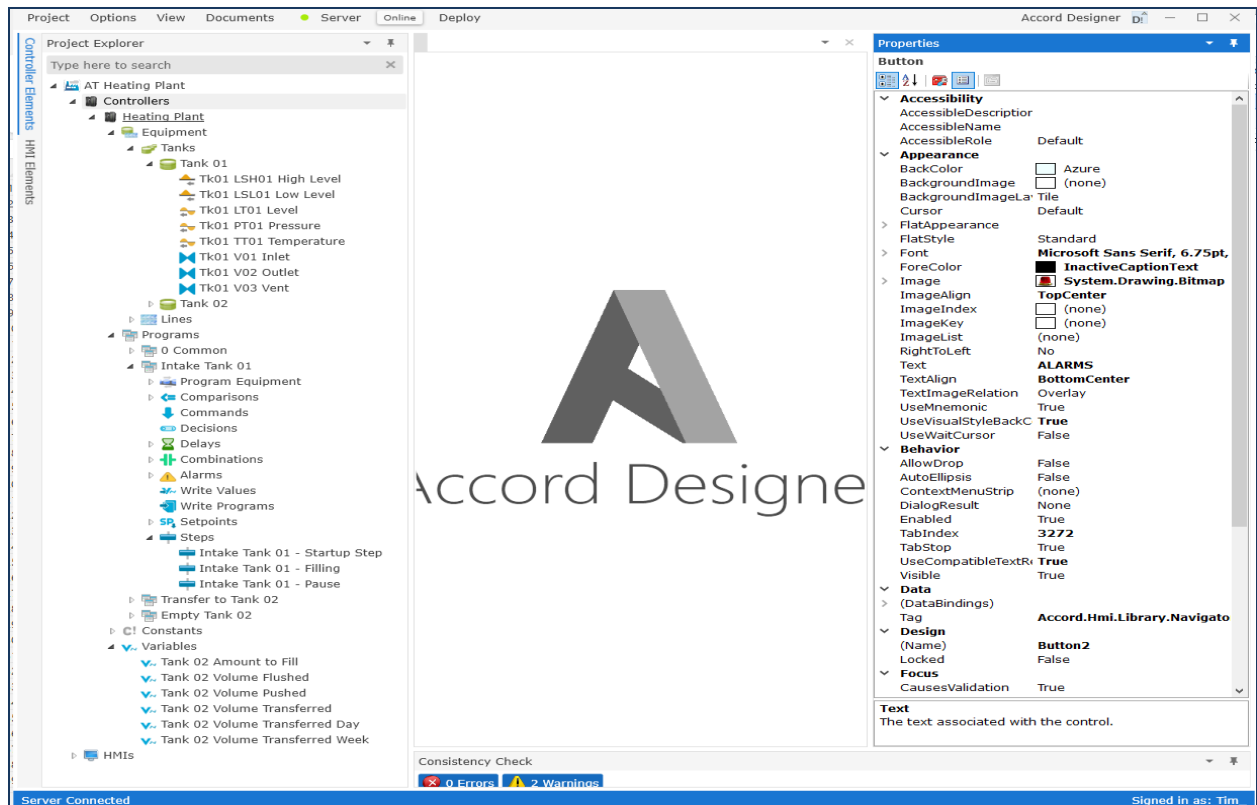 Project Options View Documents Server Online Deploy Accord Designer D!
Controller Elements
HMI Elements
Project Explorer
Type here to search
AT Heating Plant
Controllers
Heating Plant
Equipment
Tanks
Tank 01
Tk01 LSH01 High Level
Tk01 LSL01 Low Level
Tk01 LT01 Level
Tk01 PT01 Pressure
Tk01 TT01 Temperature
Tk01 V01 Inlet
Tk01 V02 Outlet
Tk01 V03 Vent
Tank 02
Lines
Programs
0 Common
Intake Tank 01
Program Equipment
Comparisons
Commands
Decisions
Delays
Combinations
Alarms
Write Values
Write Programs
SP Setpoints
Steps
Intake Tank 01 - Startup Step
Intake Tank 01 - Filling
Intake Tank 01 - Pause
Transfer to Tank 02
Empty Tank 02
C! Constants
Variables
Tank 02 Amount to Fill
Tank 02 Volume Flushed
Tank 02 Volume Pushed
Tank 02 Volume Transferred
Tank 02 Volume Transferred Day
Tank 02 Volume Transferred Week
HMIs
Accord Designe
Consistency Check
0 Errors 2 Warnings
Properties
Button
Accessibility
AccessibleDescription
AccessibleName
AccessibleRole Default
Appearance
BackColor Azure
BackgroundImage (none)
BackgroundImageLa Tile
Cursor Default
FlatAppearance
FlatStyle Standard
Font Microsoft Sans Serif, 6.75pt,
ForeColor InactiveCaptionText
Image System.Drawing.Bitmap
ImageAlign TopCenter
ImageIndex (none)
ImageKey (none)
ImageList (none)
RightToLeft No
Text ALARMS
TextAlign BottomCenter
TextImageRelation Overlay
UseMnemonic True
UseVisualStyleBackC True
UseWaitCursor False
Behavior
AllowDrop False
AutoEllipsis False
ContextMenuStrip (none)
DialogResult None
Enabled True
TabIndex 3272
TabStop True
UseCompatibleTextRe True
Visible True
Data
(DataBindings)
Tag Accord.Hmi.Library.Navigato
Design
(Name) Button2
Locked False
Focus
CausesValidation True
Text
The text associated with the control.
Server Connected Signed in as: Tim